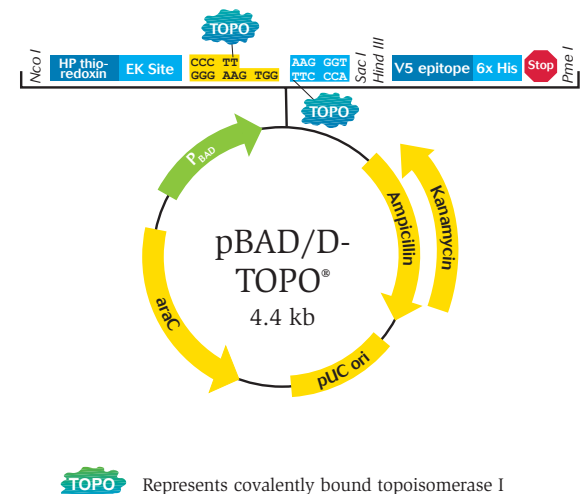 TOPO
Nco I
HP thio-
redoxin
EK Site
CCC TT
GGG AAG TGG
AAG GGT
TTC CCA
Sac I
Hind III
V5 epitope
6x His
Stop
Pme I
TOPO
PBAD
Ampicillin
Kanamycin
pBAD/D-
TOPO®
4.4 kb
araC
pUC ori
TOPO Represents covalently bound topoisomerase I